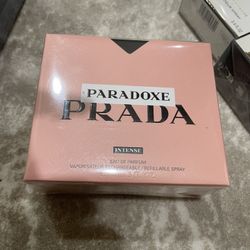 PARADOXE
PRADA
INTENSE
EAU DE PARFUM
VAPORISATEUR RECHARGEABLE / REFILLABLE SPRAY